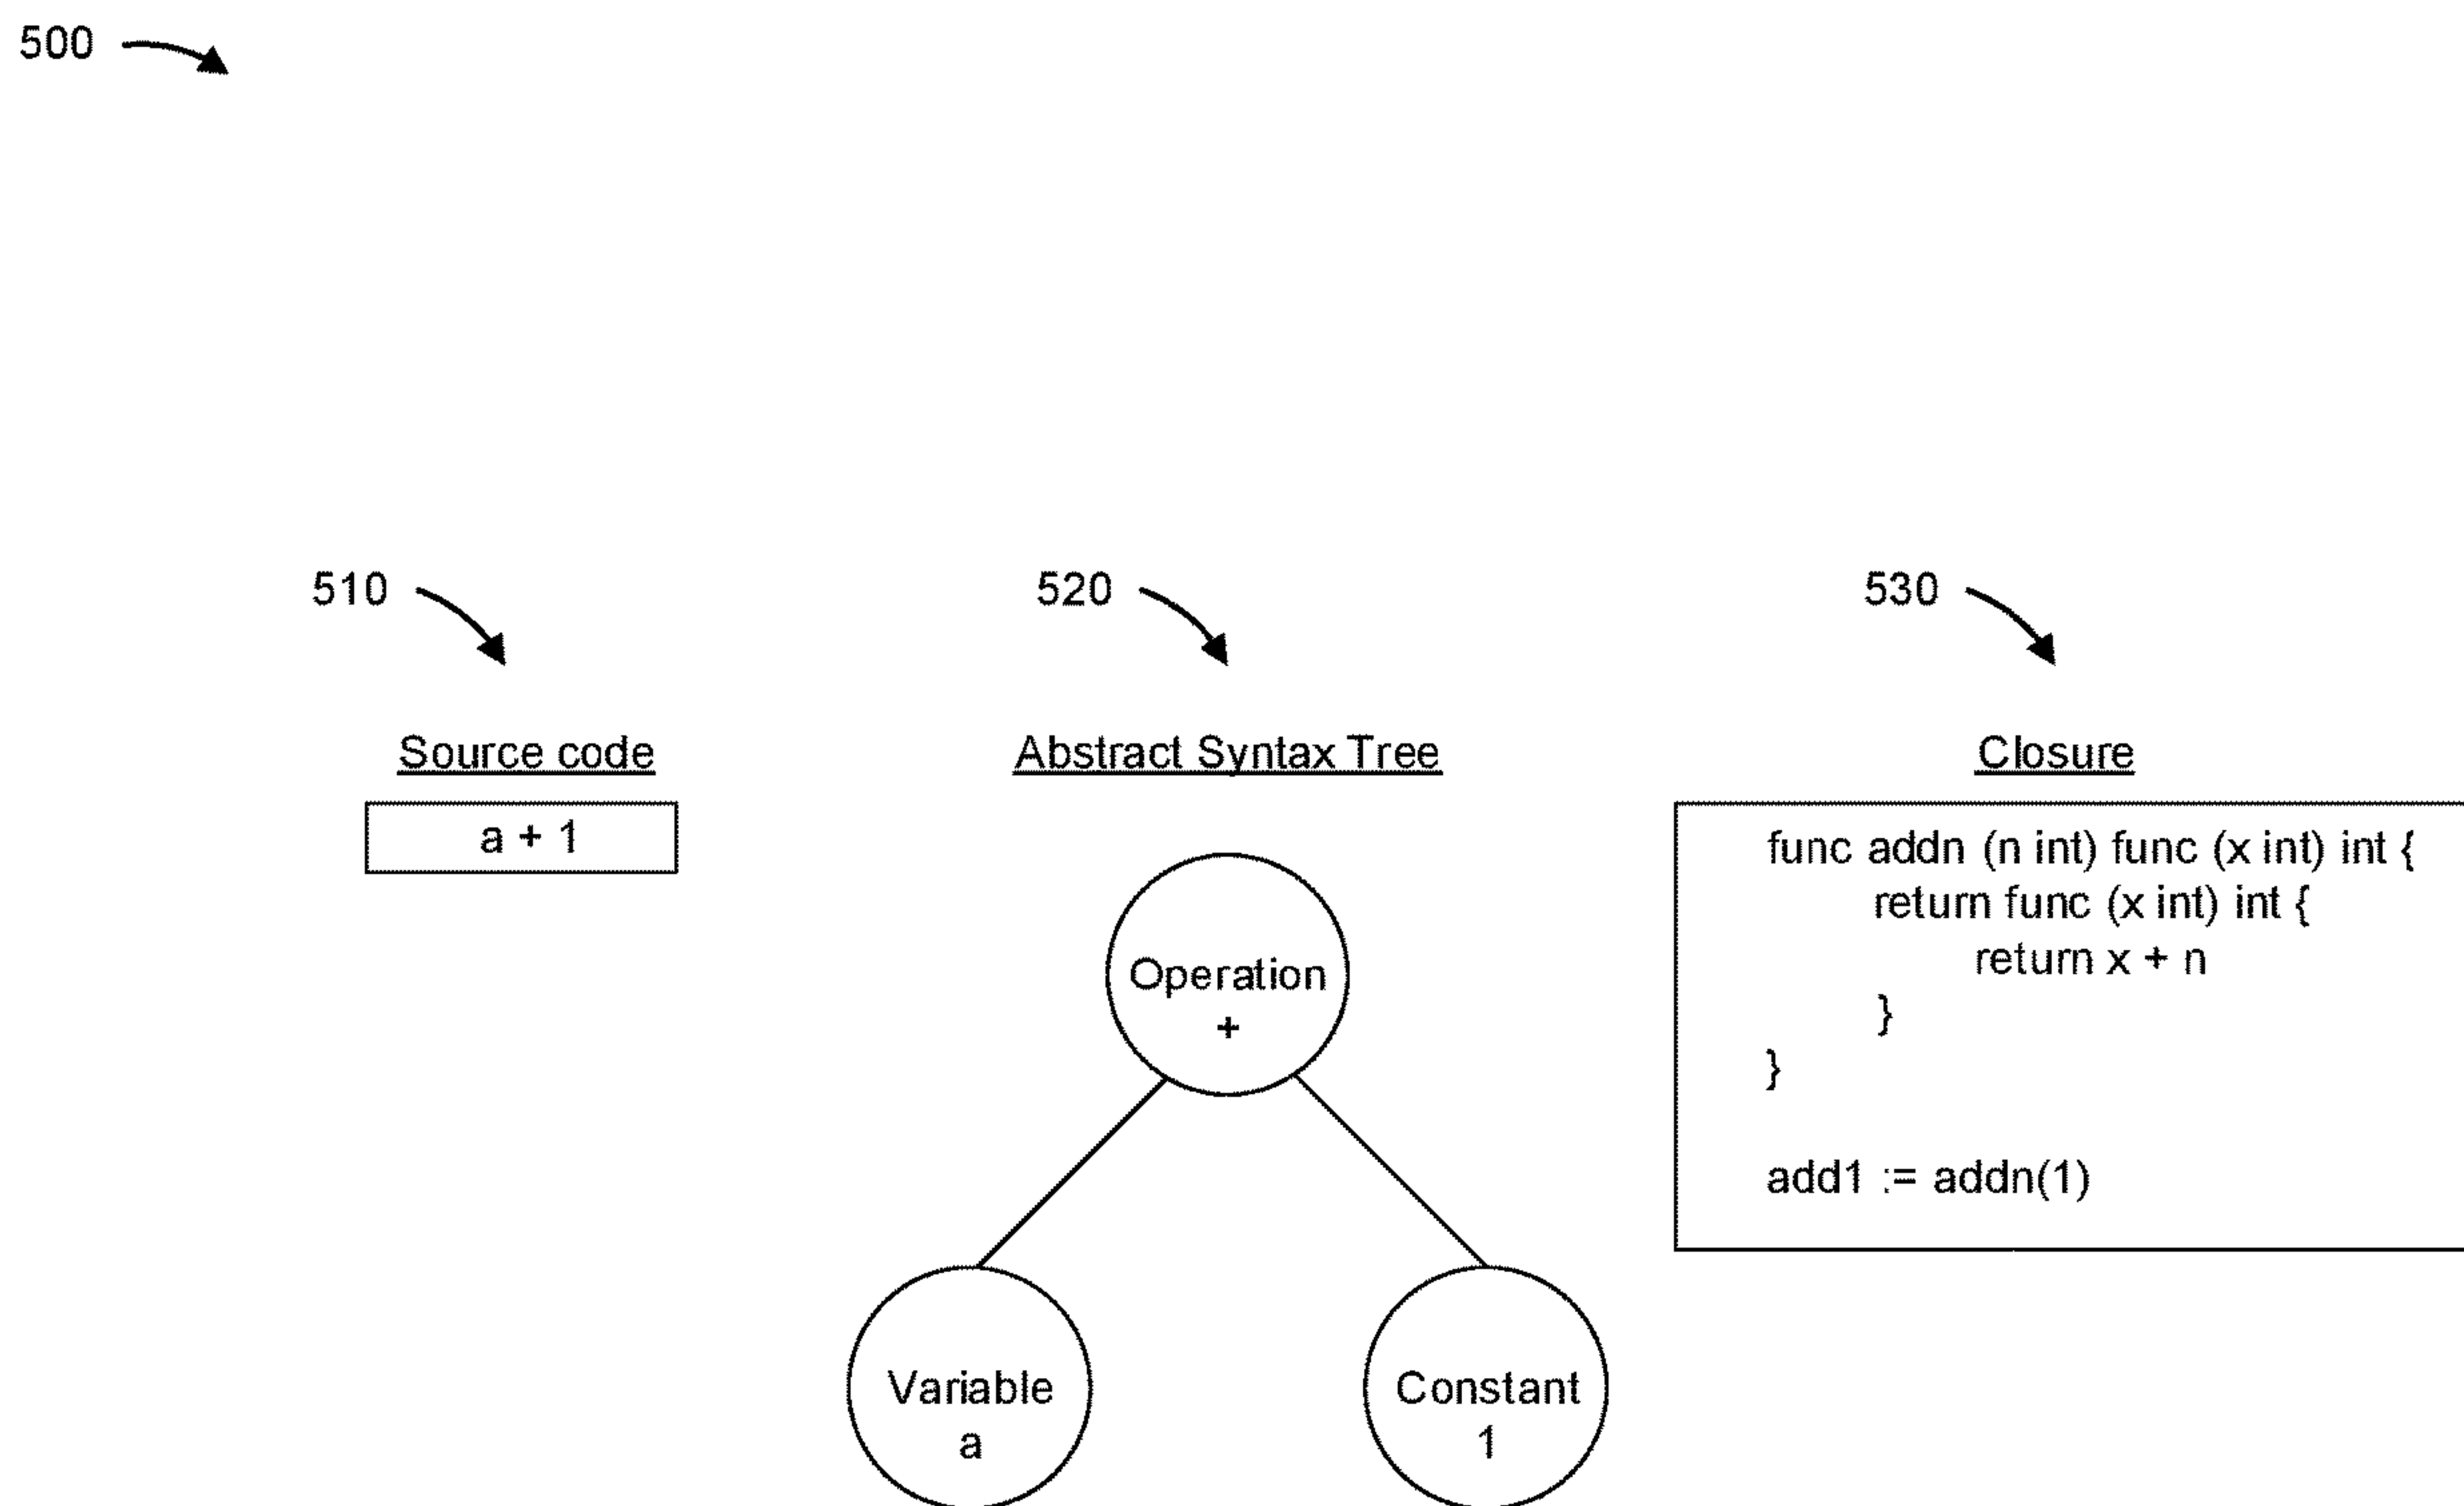 500
510
520
530
Source code
a + 1
Abstract Syntax Tree
Operation
+
Variable
a
Constant
1
Closure
func addn (n int) func (x int) int {
return func (x int) int {
return x + n
}
}
add1 := addn(1)